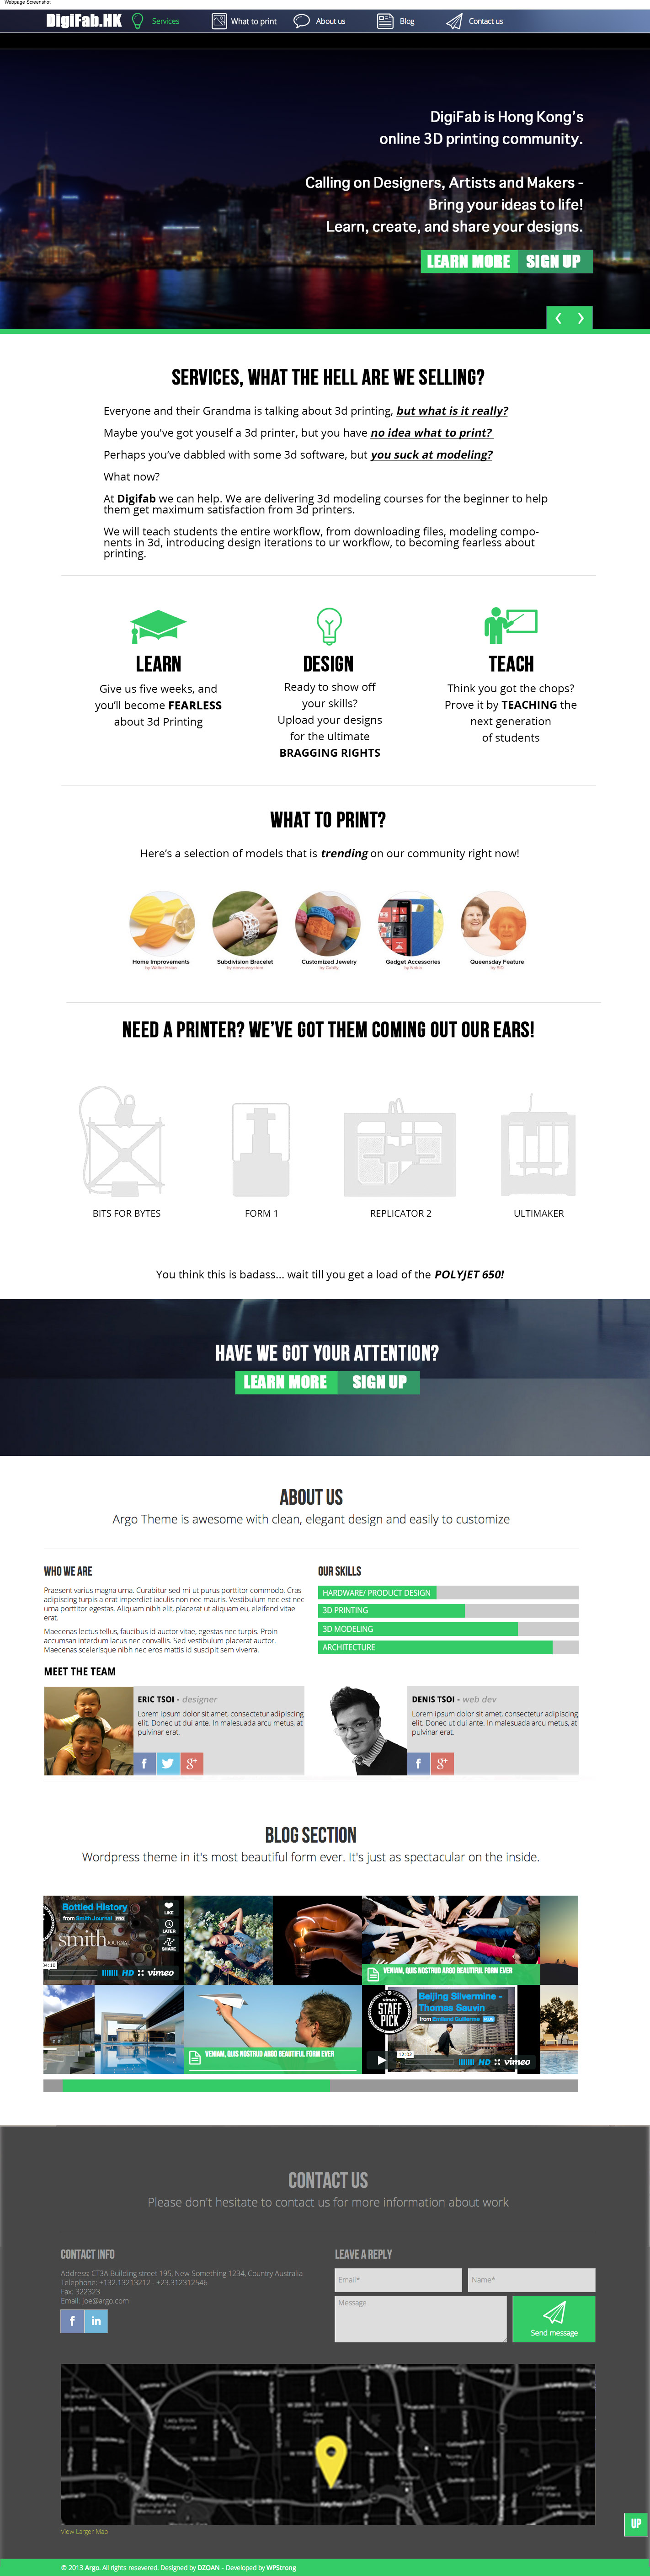 Webpage Screenshot
DigiFab.HK
Services
What to print
About us
Blog
Contact us
DigiFab is Hong Kong's
online 3D printing community.
Calling on Designers, Artists and Makers -
Bring your ideas to life!
Learn, create, and share your designs.
LEARN MORE
SIGN UP
SERVICES, WHAT THE HELL ARE WE SELLING?
Everyone and their Grandma is talking about 3d printing, but what is it really?
Maybe you've got youself a 3d printer, but you have no idea what to print?
Perhaps you've dabbled with some 3d software, but you suck at modeling?
What now?
At Digifab we can help. We are delivering 3d modeling courses for the beginner to help
them get maximum satisfaction from 3d printers.
We will teach students the entire workflow, from downloading files, modeling compo-
nents in 3d, introducing design iterations to ur workflow, to becoming fearless about
printing.
LEARN
Give us five weeks, and
you'll become FEARLESS
about 3d Printing
DESIGN
Ready to show off
your skills?
Upload your designs
for the ultimate
BRAGGING RIGHTS
TEACH
Think you got the chops?
Prove it by TEACHING the
next generation
of students
WHAT TO PRINT?
Here's a selection of models that is trending on our community right now!
Home Improvements
Subdivision Bracelet
by nervoussystem
Customized Jewelry
by Cubify
Gadget Accessories
by Nokia
Queensday Feature
NEED A PRINTER? WE'VE GOT THEM COMING OUT OUR EARS!
BITS FOR BYTES
FORM 1
REPLICATOR 2
ULTIMAKER
You think this is badass... wait till you get a load of the POLYJET 650!
HAVE WE GOT YOUR ATTENTION?
LEARN MORE
SIGN UP
ABOUT US
Argo Theme is awesome with clean, elegant design and easily to customize
WHO WE ARE
Praesent varius magna urna. Curabitur sed mi ut purus porttitor commodo. Cras
adipiscing turpis a erat imperdiet iaculis non nec mauris. Vestibulum nec est nec
urna porttitor egestas. Aliquam nibh elit, placerat ut aliquam eu, eleifend vitae
erat.
Maecenas lectus tellus, faucibus id auctor vitae, egestas nec turpis. Proin
accumsan interdum lacus nec convallis. Sed vestibulum placerat auctor.
Maecenas scelerisque nibh nec eros mattis id suscipit sem viverra.
OUR SKILLS
HARDWARE/ PRODUCT DESIGN
3D PRINTING
3D MODELING
ARCHITECTURE
MEET THE TEAM
ERIC TSOI - designer
Lorem ipsum dolor sit amet, consectetur adipiscing
elit. Donec ut dui ante. In malesuada arcu metus, at
pulvinar erat.
DENIS TSOI - web dev
Lorem ipsum dolor sit amet, consectetur adipiscing
elit. Donec ut dui ante. In malesuada arcu metus, at
pulvinar erat.
BLOG SECTION
Wordpress theme in it's most beautiful form ever. It's just as spectacular on the inside.
Bottled History
from Smith Journal PRO
smith JOURNAL
LIKE
LATER
SHARE
04:10
HD
vimeo
VENIAM, QUIS NOSTRUD ARGO BEAUTIFUL FORM EVER
VENIAM, QUIS NOSTRUD ARGO BEAUTIFUL FORM EVER
vimeo
STAFF
PICK
Beijing Silvermine -
Thomas Sauvin
from Emiland Guillerme PLUS
12:02
HD
vimeo
CONTACT US
Please don't hesitate to contact us for more information about work
CONTACT INFO
Address: CT3A Building street 195, New Something 1234, Country Australia
Telephone: +132.13213212 - +23.312312546
Fax: 322323
Email: joe@argo.com
LEAVE A REPLY
Email*
Name*
Message
Send message
View Larger Map
UP
© 2013 Argo. All rights resevered. Designed by DZOAN - Developed by WPStrong